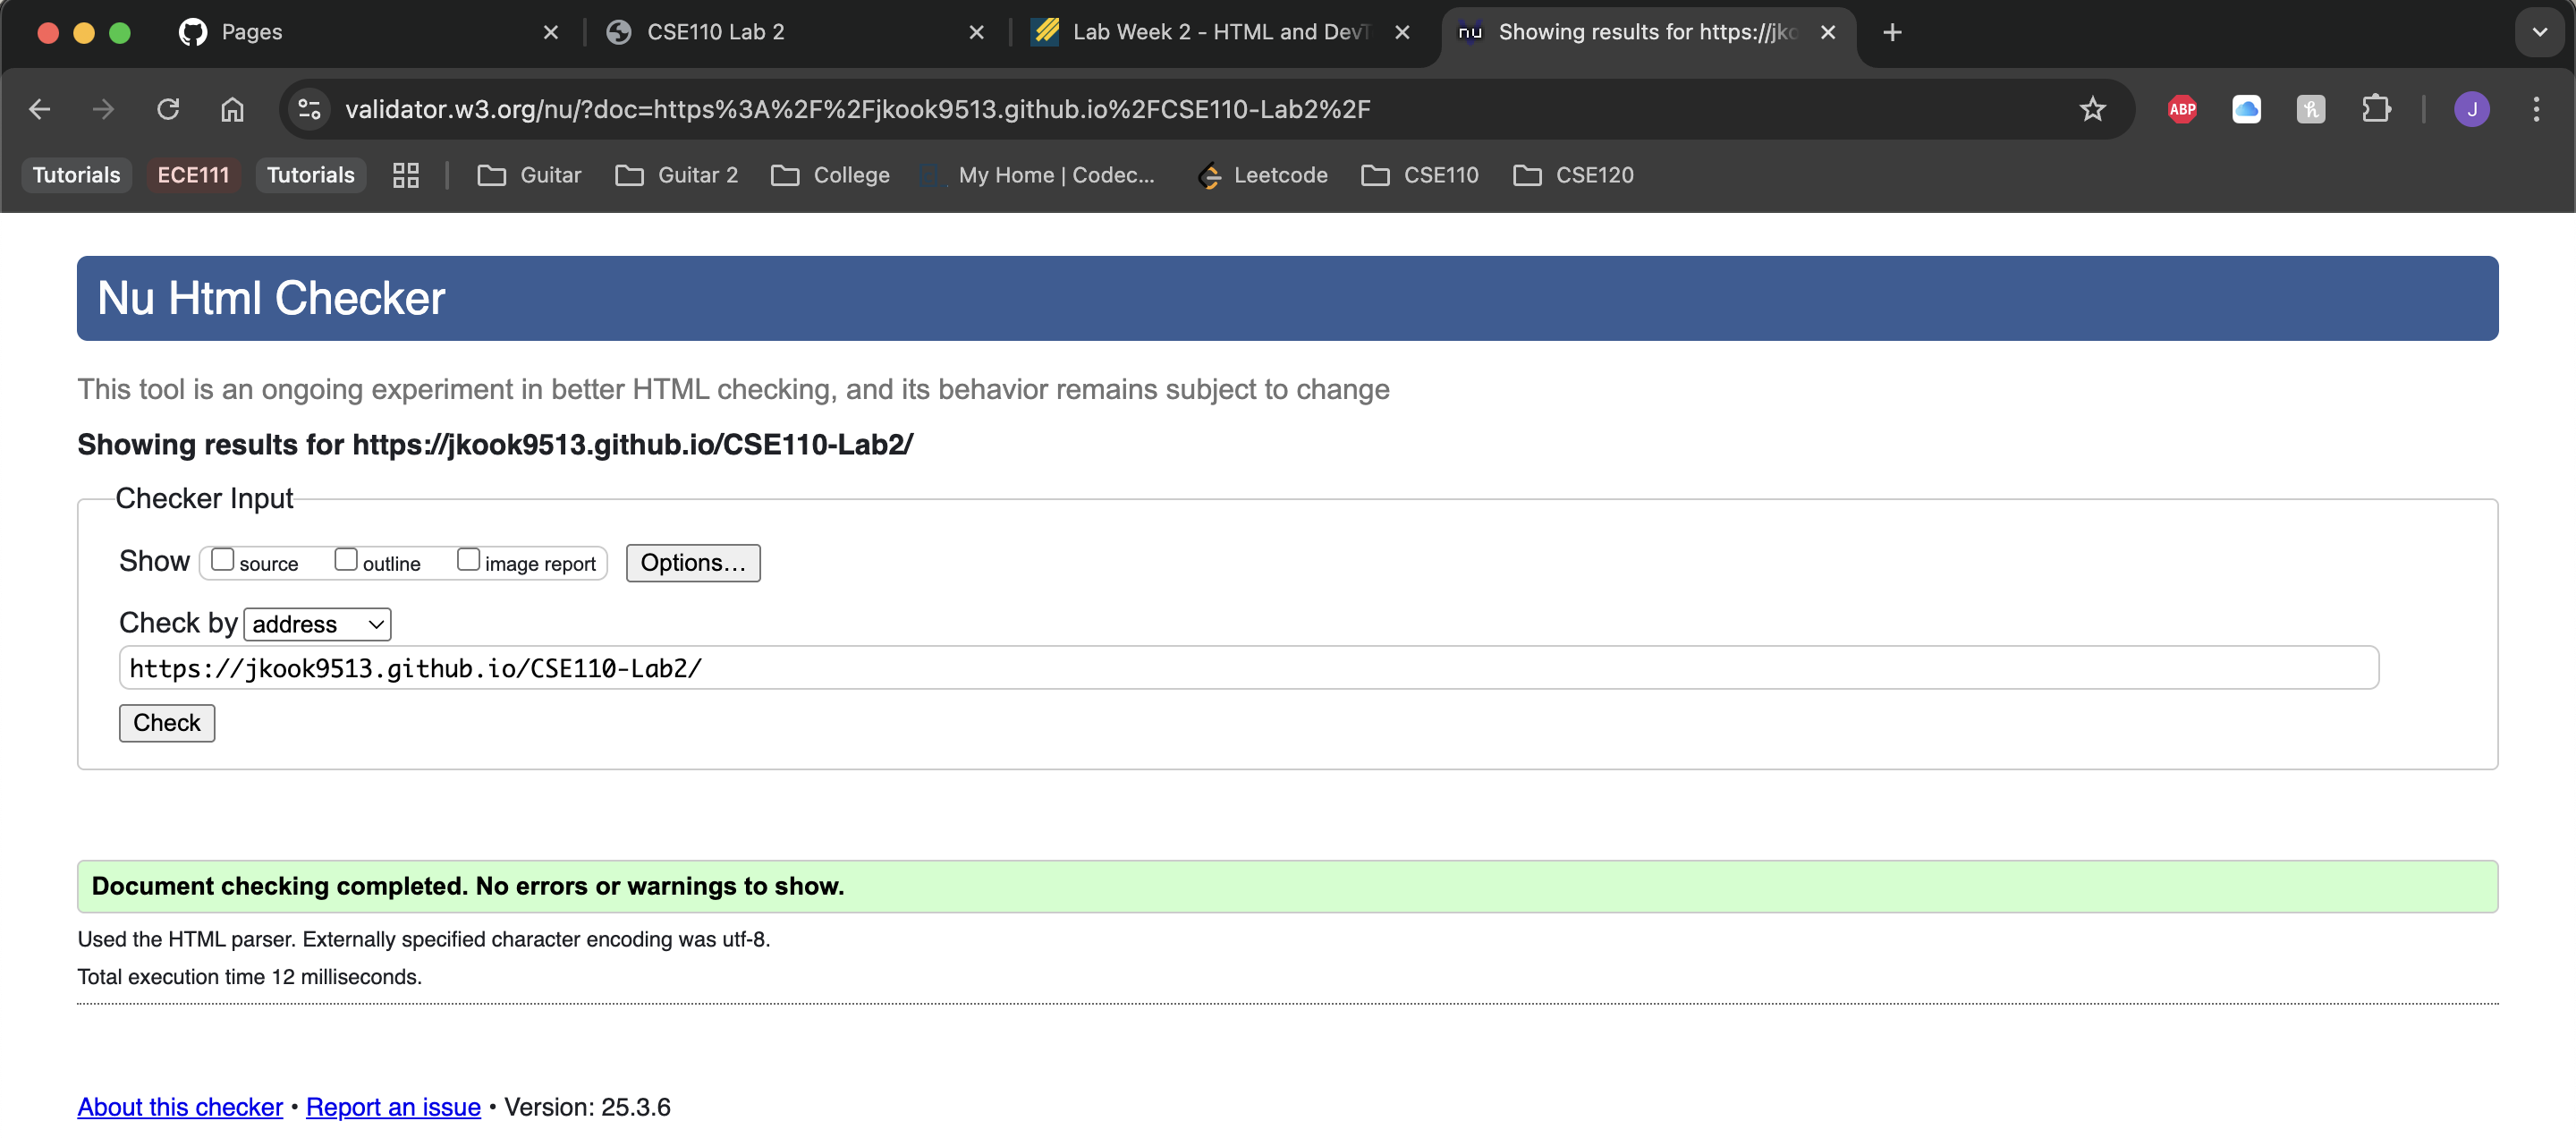 Pages
CSE110 Lab 2
Lab Week 2 - HTML and Dev
nu Showing results for https://jk
validator.w3.org/nu/?doc=https%3A%2F%2Fjkook9513.github.io%2FCSE110-Lab2%2F
ABP
h
J
Tutorials ECE111 Tutorials Guitar Guitar 2 College My Home | Codec... Leetcode CSE110 CSE120
Nu Html Checker
This tool is an ongoing experiment in better HTML checking, and its behavior remains subject to change
Showing results for https://jkook9513.github.io/CSE110-Lab2/
Checker Input
Show source outline image report Options...
Check by address
https://jkook9513.github.io/CSE110-Lab2/
Check
Document checking completed. No errors or warnings to show.
Used the HTML parser. Externally specified character encoding was utf-8.
Total execution time 12 milliseconds.
About this checker • Report an issue • Version: 25.3.6